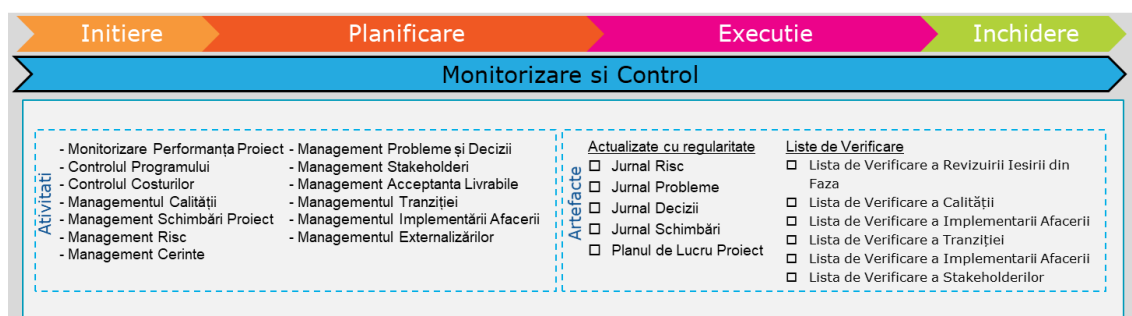 Initiere
Planificare
Executie
Inchidere
Monitorizare si Control
Ativitati
- Monitorizare Performanța Proiect
- Controlul Programului
- Controlul Costurilor
- Managementul Calității
- Management Schimbări Proiect
- Management Risc
- Management Cerinte
- Management Probleme și Decizii
- Management Stakeholderi
- Management Acceptanta Livrabile
- Managementul Tranziției
- Managementul Implementării Afacerii
- Managementul Externalizărilor
Artefacte
Actualizate cu regularitate
Jurnal Risc
Jurnal Probleme
Jurnal Decizii
Jurnal Schimbări
Planul de Lucru Proiect
Liste de Verificare
Lista de Verificare a Revizuirii Iesirii din
Faza
Lista de Verificare a Calității
Lista de Verificare a Implementarii Afacerii
Lista de Verificare a Tranziției
Lista de Verificare a Implementarii Afacerii
Lista de Verificare a Stakeholderilor